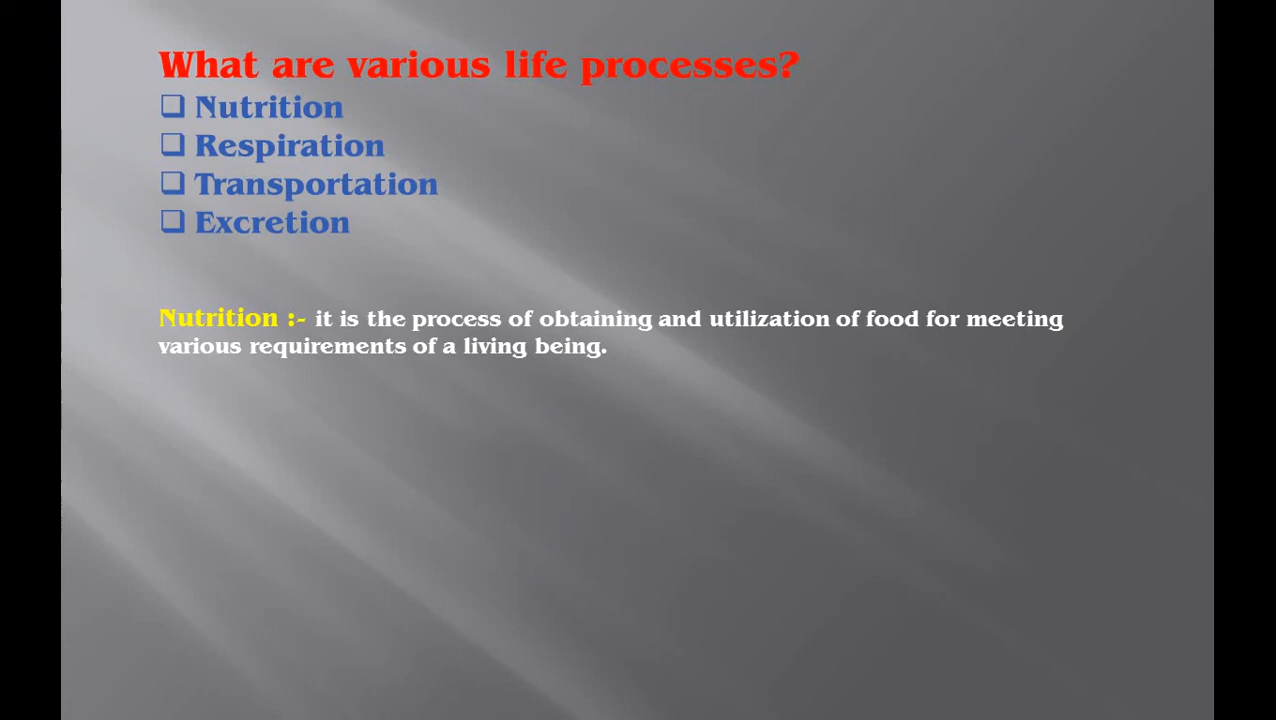 What are various life processes?
❑ Nutrition
❑ Respiration
❑ Transportation
❑ Excretion
Nutrition :- it is the process of obtaining and utilization of food for meeting
various requirements of a living being.